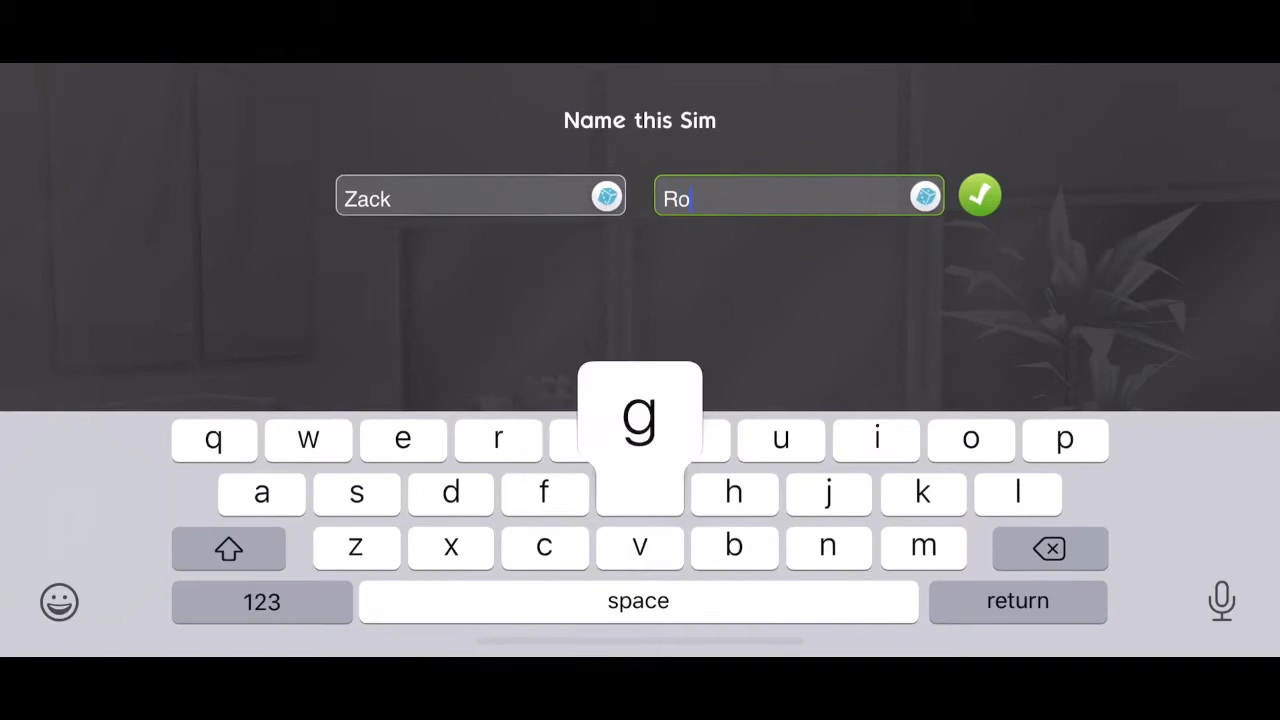 Name this Sim
Zack Ro
g
q w e r u i o p
a s d f h j k l
z x c v b n m
123 space return